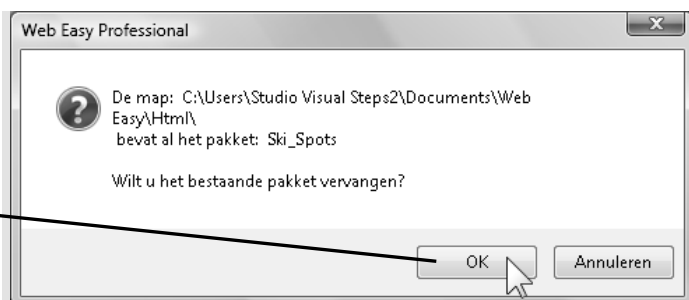 Web Easy Professional
De map:  C:\Users\Studio Visual Steps2\Documents\Web
Easy\Html\
bevat al het pakket:  Ski_Spots
Wilt u het bestaande pakket vervangen?
OK
Annuleren